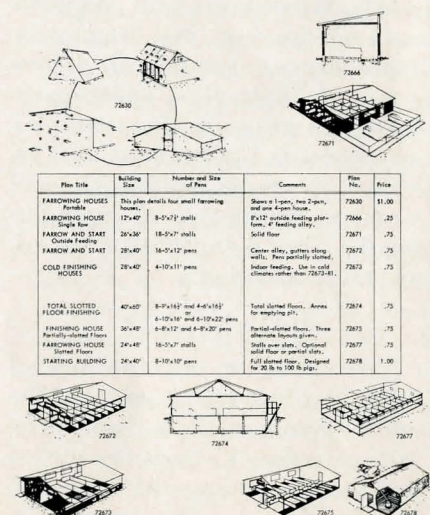 72630
72666
72671
Plan Title Building Size Number and Size of Pens Comments Plan No. Price
FARROWING HOUSES Portable This plan details four small farrowing houses. Shows a 1-pen, two 2-pen, and one 4-pen house. 72630 $1.00
FARROWING HOUSE Single Row 12'x40' 8-5'x7½' stalls 8'x12' outside feeding platform, 4' feeding alley. 72666 .25
FARROW AND START Outside Feeding 26'x36' 18-5'x7' stalls Solid floor 72671 .75
FARROW AND START 28'x40' 16-5'x12' pens Center alley, gutters along walls. Pens partially slotted. 72672 .75
COLD FINISHING HOUSES 28'x40' 4-10'x11' pens Indoor feeding. Use in cold climates rather than 72673-81. 72673 .75
TOTAL SLOTTED FLOOR FINISHING 40'x60' 8-9'x16½' and 4-6'x16½' or 6-10'x16' and 6-10'x22' pens Total slotted floors. Annex for emptying pit. 72674 .75
FINISHING HOUSE Partially-slotted Floors 36'x48' 6-8'x12' and 6-8'x20' pens Partial-slotted floors. Three alternate layouts given. 72675 .75
FARROWING HOUSE Slotted Floors 24'x48' 16-5'x7' stalls Stalls over slats. Optional solid floor or partial slats. 72677 .75
STARTING BUILDING 24'x40' 8-10'x10' pens Full slotted floor. Designed for 20 lb to 100 lb pigs. 72678 1.00
72672
72674
72677
72673
72675
72678